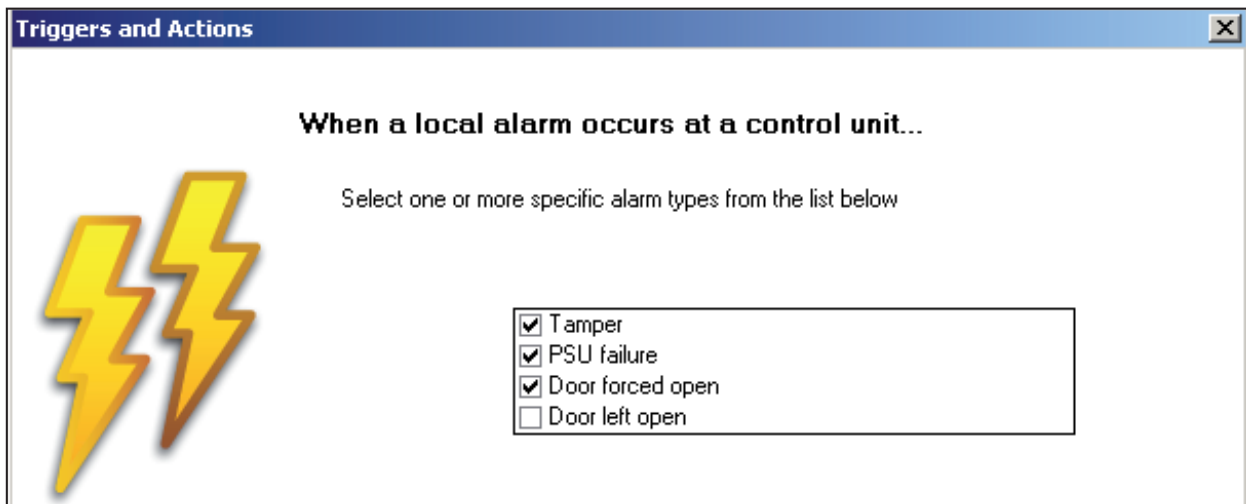 Triggers and Actions
When a local alarm occurs at a control unit...
Select one or more specific alarm types from the list below
Tamper
PSU failure
Door forced open
Door left open